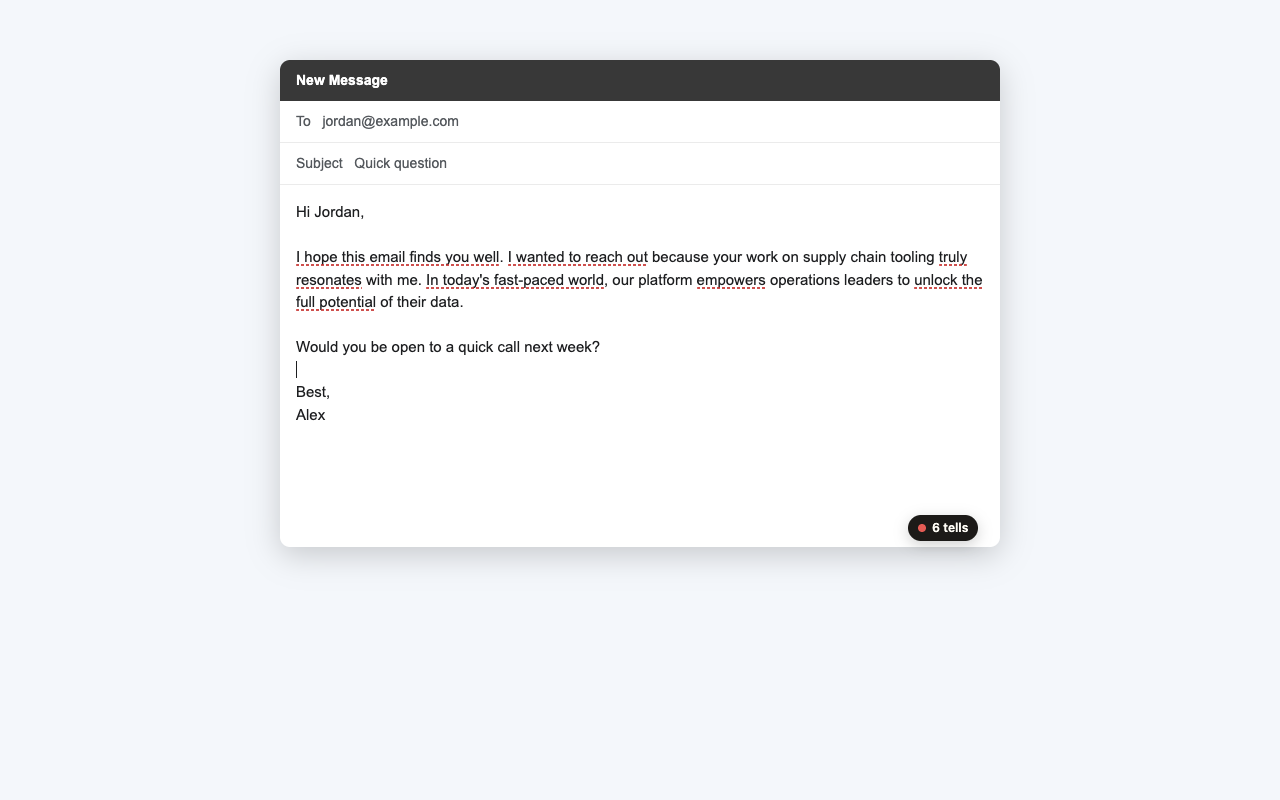 New Message
To jordan@example.com
Subject Quick question
Hi Jordan,
I hope this email finds you well. I wanted to reach out because your work on supply chain tooling truly
resonates with me. In today's fast-paced world, our platform empowers operations leaders to unlock the
full potential of their data.
Would you be open to a quick call next week?
Best,
Alex
6 tells